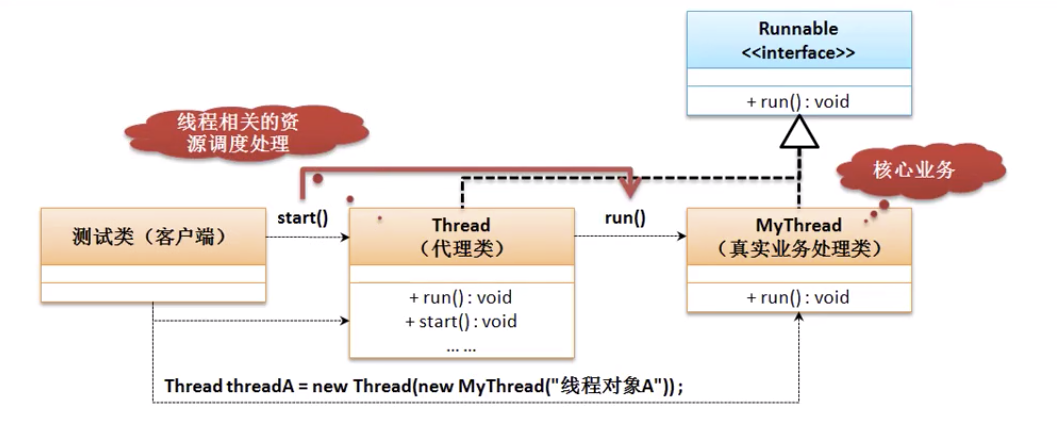 Runnable
<<interface>>
+ run() : void
线程相关的资
源调度处理
核心业务
start()
run()
测试类（客户端）
Thread
（代理类）
MyThread
（真实业务处理类）
+ run() : void
+ start() : void
... ...
+ run() : void
Thread threadA = new Thread(new MyThread("线程对象A")) ;